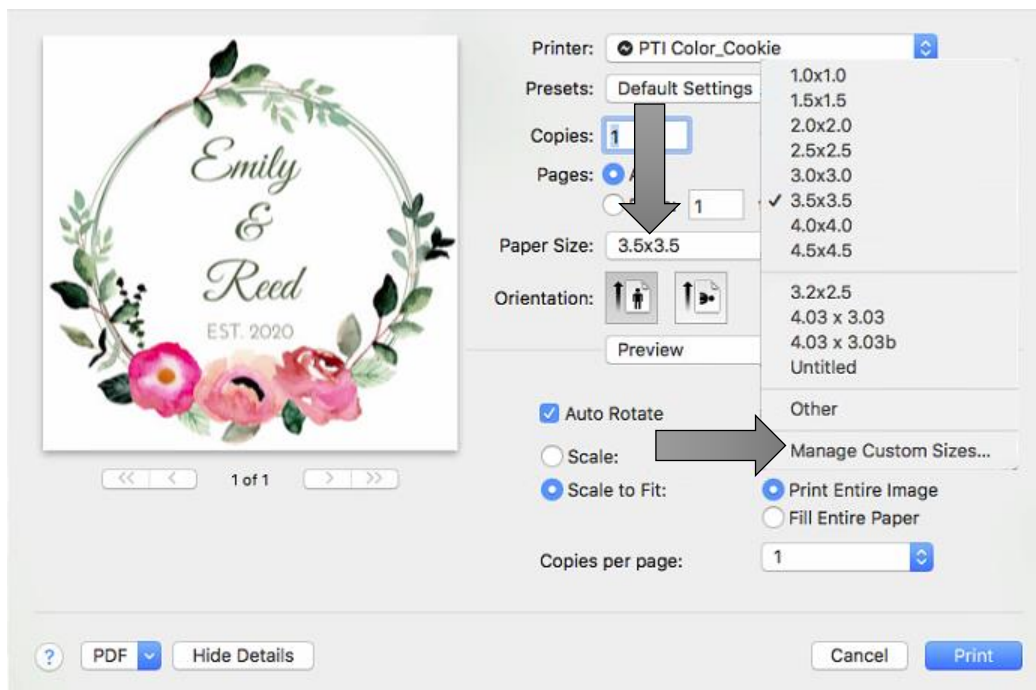 Emily
&
Reed
EST. 2020
<< < 1 of 1 > >>
Printer: PTI Color_Cookie
Presets: Default Settings
Copies: 1
Pages:
1
Paper Size: 3.5x3.5
Orientation:
Preview
Auto Rotate
Scale:
Scale to Fit:
Print Entire Image
Fill Entire Paper
Copies per page: 1
1.0x1.0
1.5x1.5
2.0x2.0
2.5x2.5
3.0x3.0
✓ 3.5x3.5
4.0x4.0
4.5x4.5
3.2x2.5
4.03 x 3.03
4.03 x 3.03b
Untitled
Other
Manage Custom Sizes...
? PDF Hide Details Cancel Print